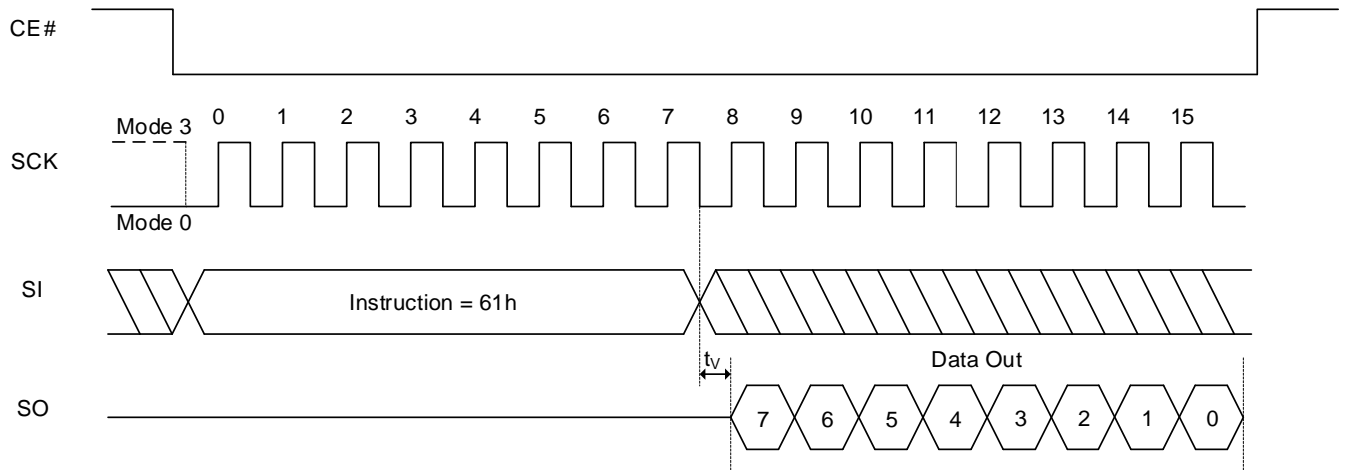 CE#
0 1 2 3 4 5 6 7 8 9 10 11 12 13 14 15
Mode 3
SCK
Mode 0
SI
Instruction = 61h
tV
Data Out
SO
7 6 5 4 3 2 1 0